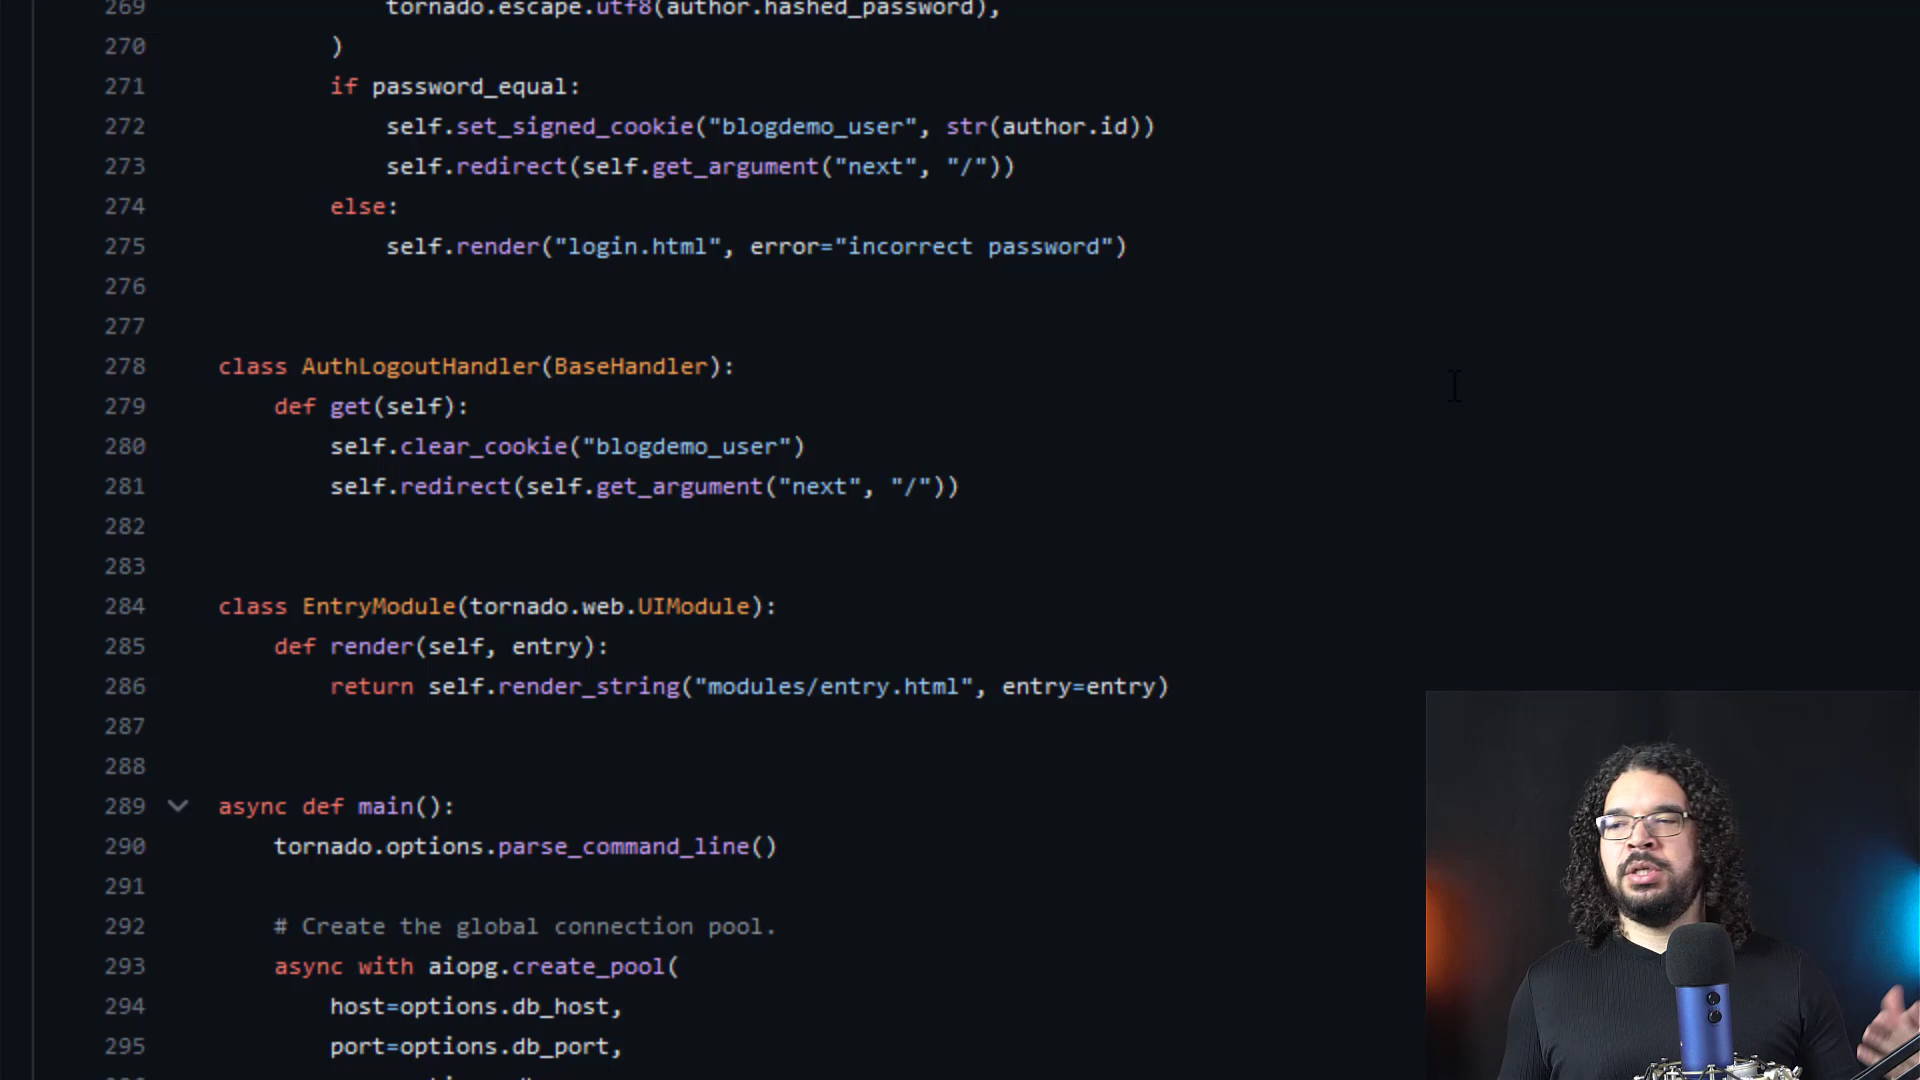 269 tornado.escape.utf8(author.hashed_password),
270 )
271 if password_equal:
272 self.set_signed_cookie("blogdemo_user", str(author.id))
273 self.redirect(self.get_argument("next", "/"))
274 else:
275 self.render("login.html", error="incorrect password")
276
277
278 class AuthLogoutHandler(BaseHandler):
279 def get(self):
280 self.clear_cookie("blogdemo_user")
281 self.redirect(self.get_argument("next", "/"))
282
283
284 class EntryModule(tornado.web.UIModule):
285 def render(self, entry):
286 return self.render_string("modules/entry.html", entry=entry)
287
288
289 async def main():
290 tornado.options.parse_command_line()
291
292 # Create the global connection pool.
293 async with aiopg.create_pool(
294 host=options.db_host,
295 port=options.db_port,